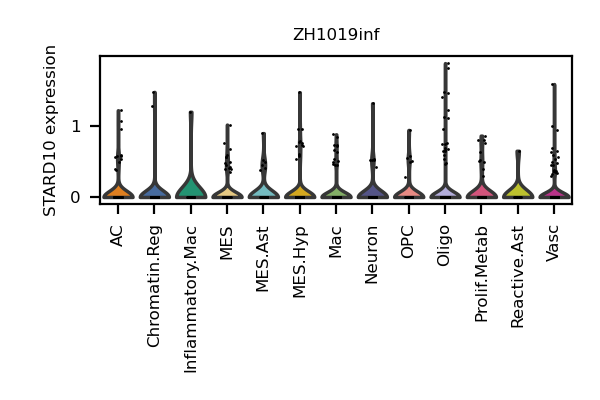 ZH1019inf
STARD10 expression
1
0
AC
Chromatin.Reg
Inflammatory.Mac
MES
MES.Ast
MES.Hyp
Mac
Neuron
OPC
Oligo
Prolif.Metab
Reactive.Ast
Vasc